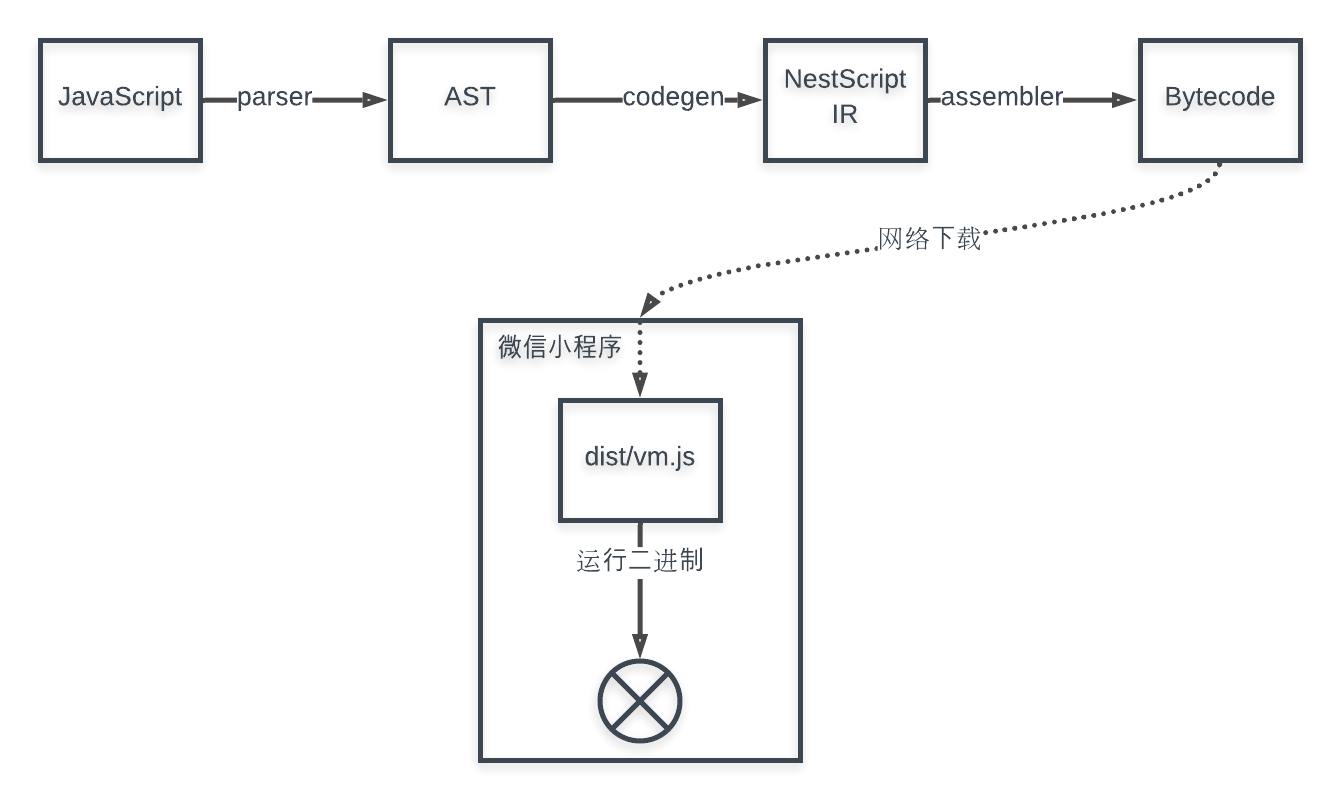 JavaScript
parser
AST
codegen
NestScript
IR
assembler
Bytecode
网络下载
微信小程序
dist/vm.js
运行二进制